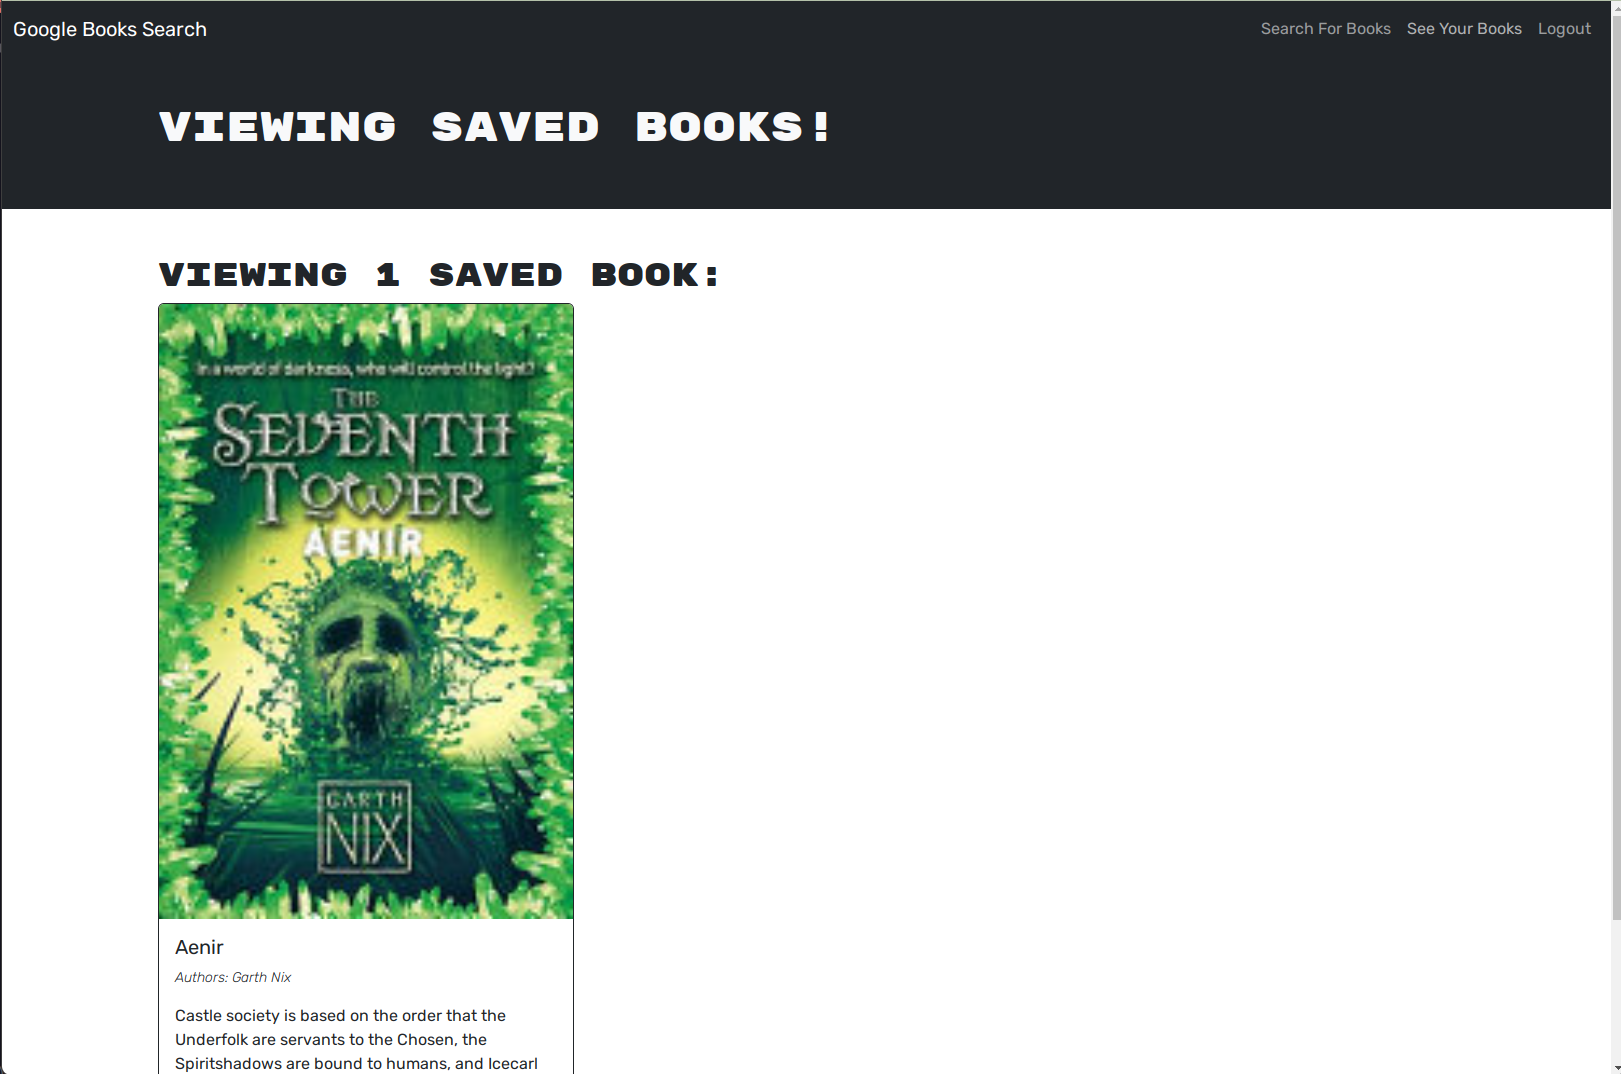 Google Books Search
Search For Books
See Your Books
Logout
VIEWING SAVED BOOKS!
VIEWING 1 SAVED BOOK:
In a world of darkness, who will control the light?
THE
SEVENTH
TOWER
AENIR
GARTH
NIX
Aenir
Authors: Garth Nix
Castle society is based on the order that the
Underfolk are servants to the Chosen, the
Spiritshadows are bound to humans, and Icecarl